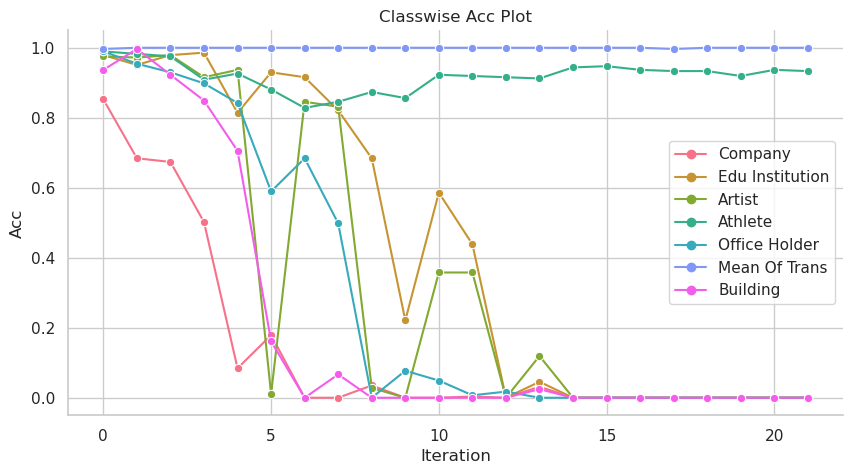 Classwise Acc Plot
Acc
1.0
0.8
0.6
0.4
0.2
0.0
Company
Edu Institution
Artist
Athlete
Office Holder
Mean Of Trans
Building
0 5 10 15 20
Iteration